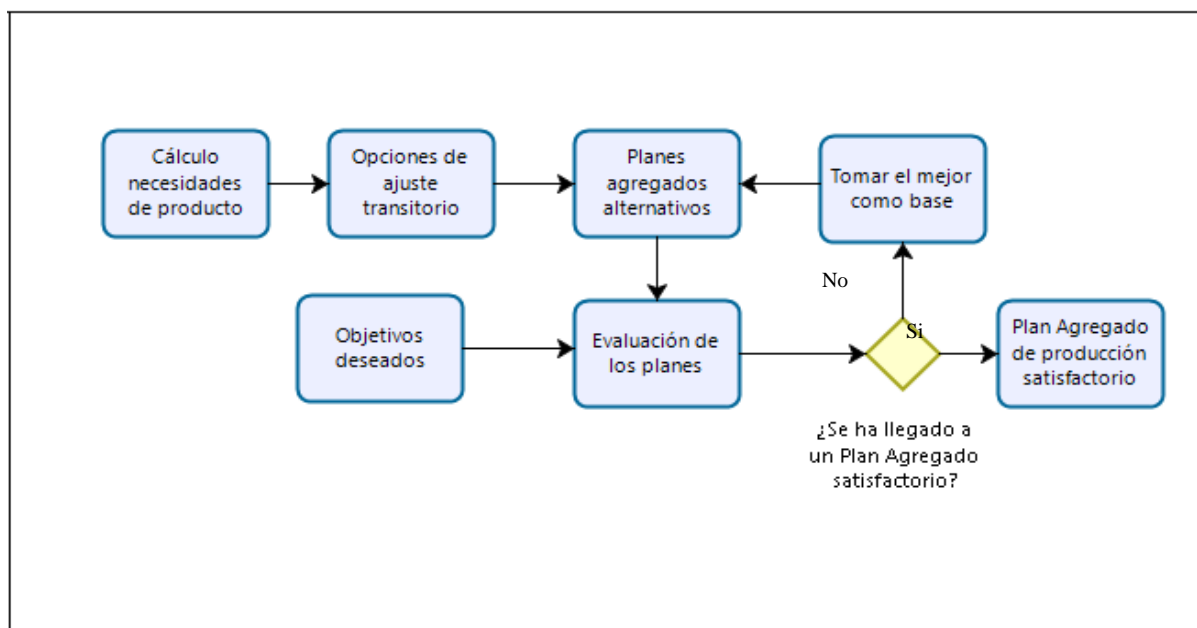 Cálculo
necesidades
de producto
Opciones de
ajuste
transitorio
Planes
agregados
alternativos
Tomar el mejor
como base
No
Objetivos
deseados
Evaluación de
los planes
Si
Plan Agregado
de producción
satisfactorio
¿Se ha llegado a
un Plan Agregado
satisfactorio?